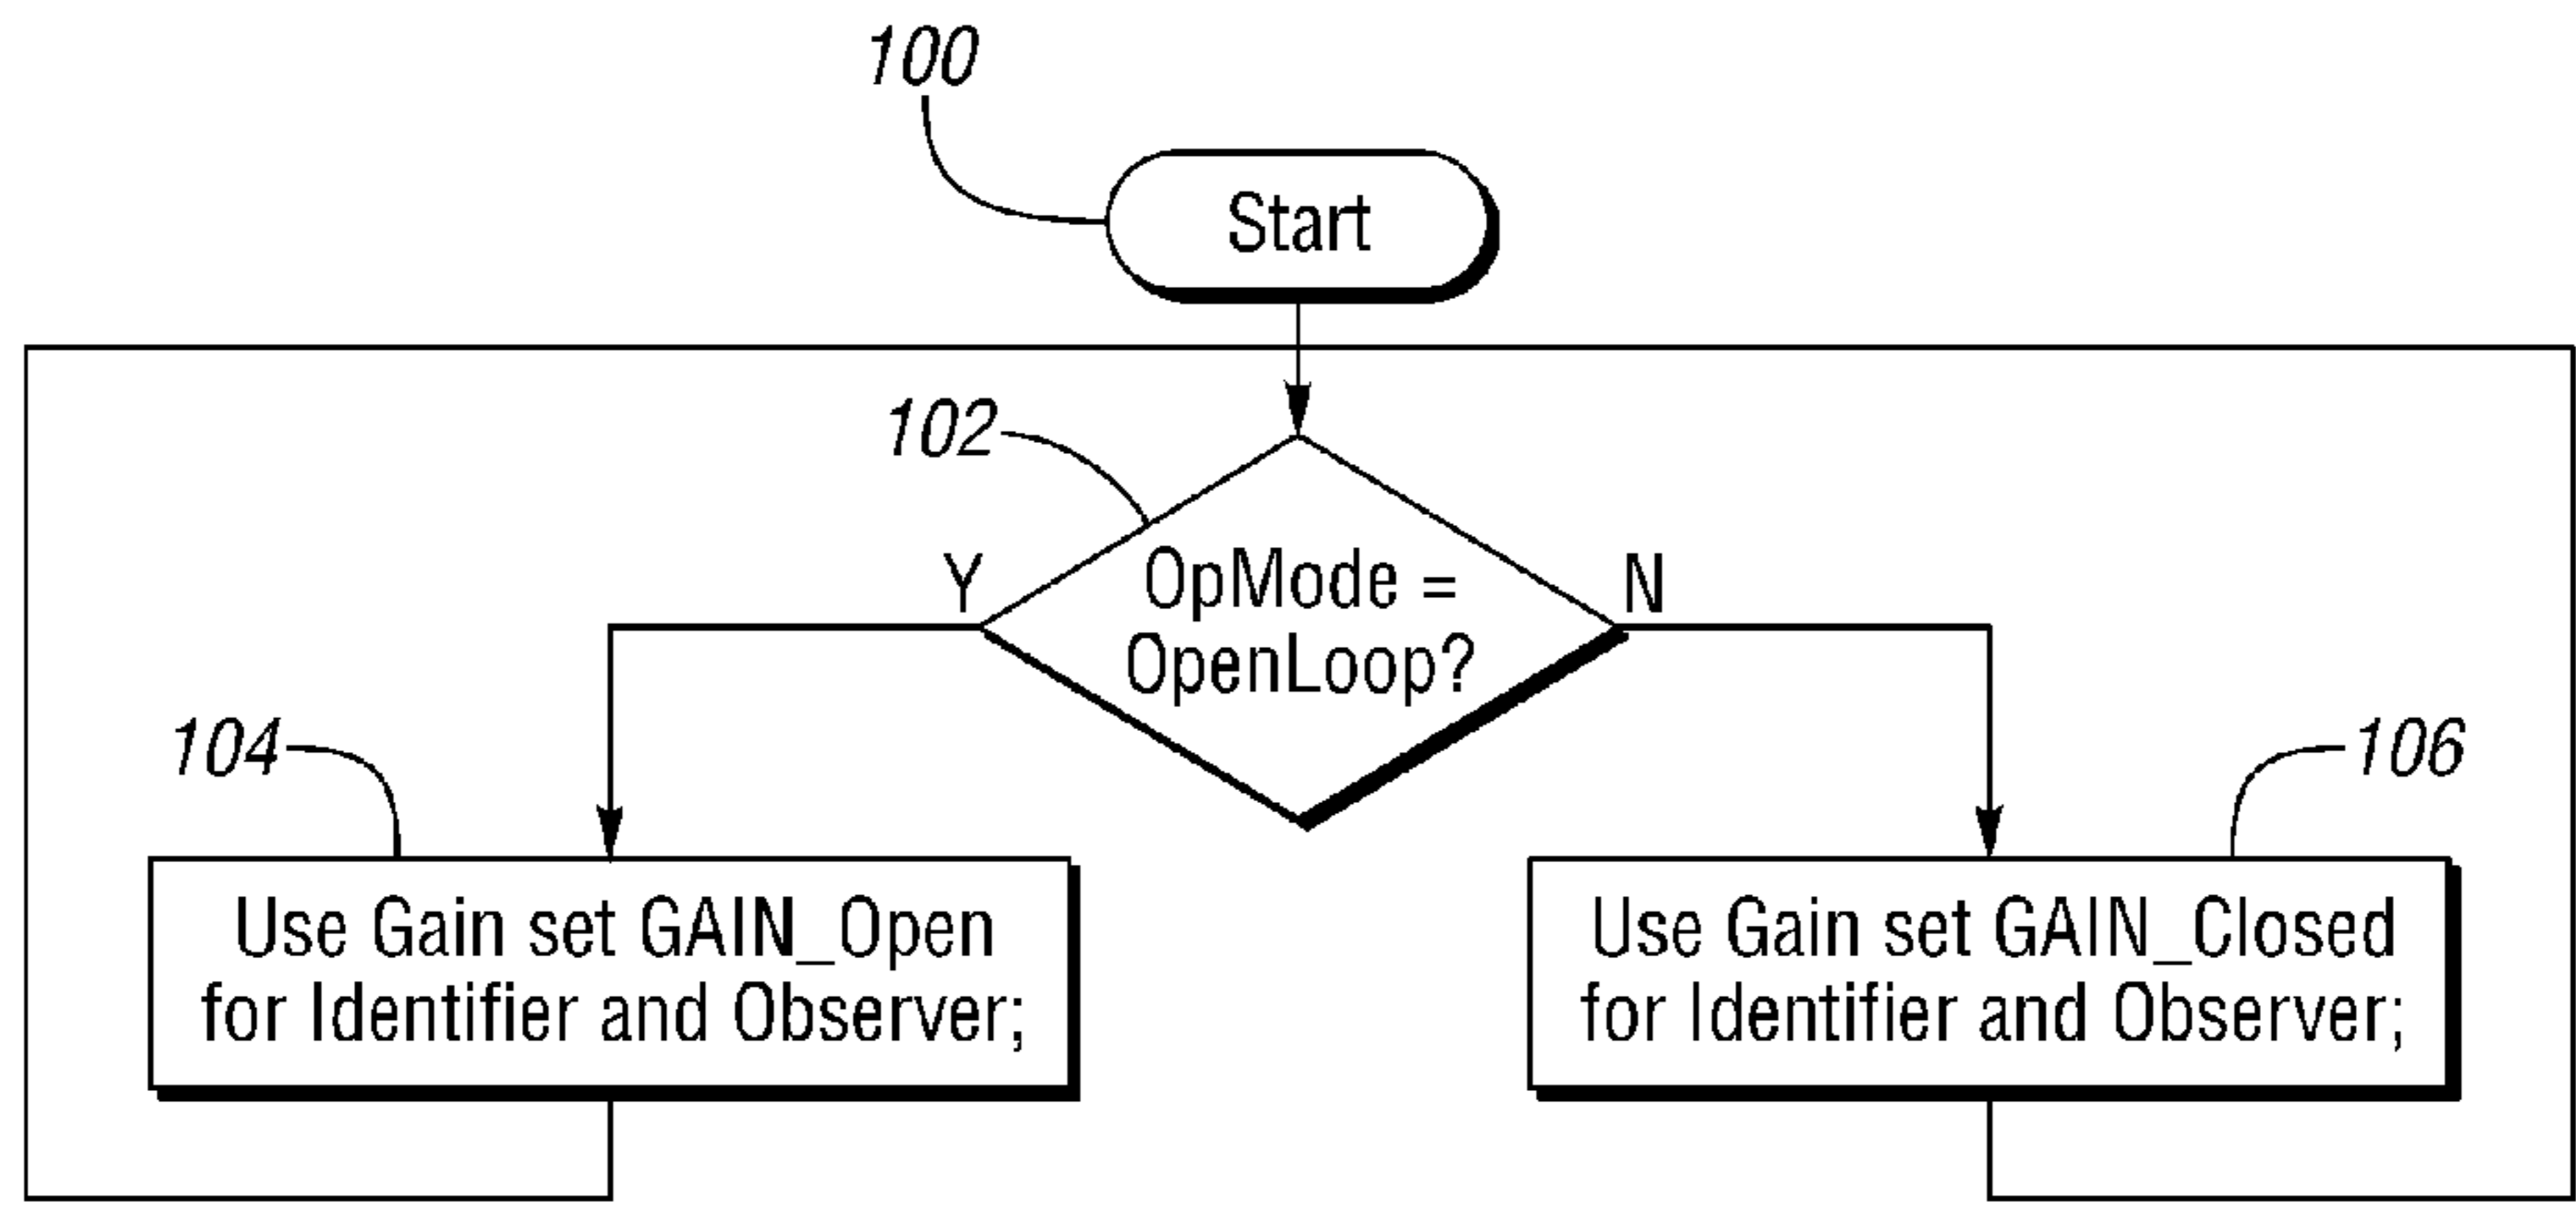 100
Start
102
Y
OpMode =
OpenLoop?
N
104
106
Use Gain set GAIN_Open
for Identifier and Observer;
Use Gain set GAIN_Closed
for Identifier and Observer;